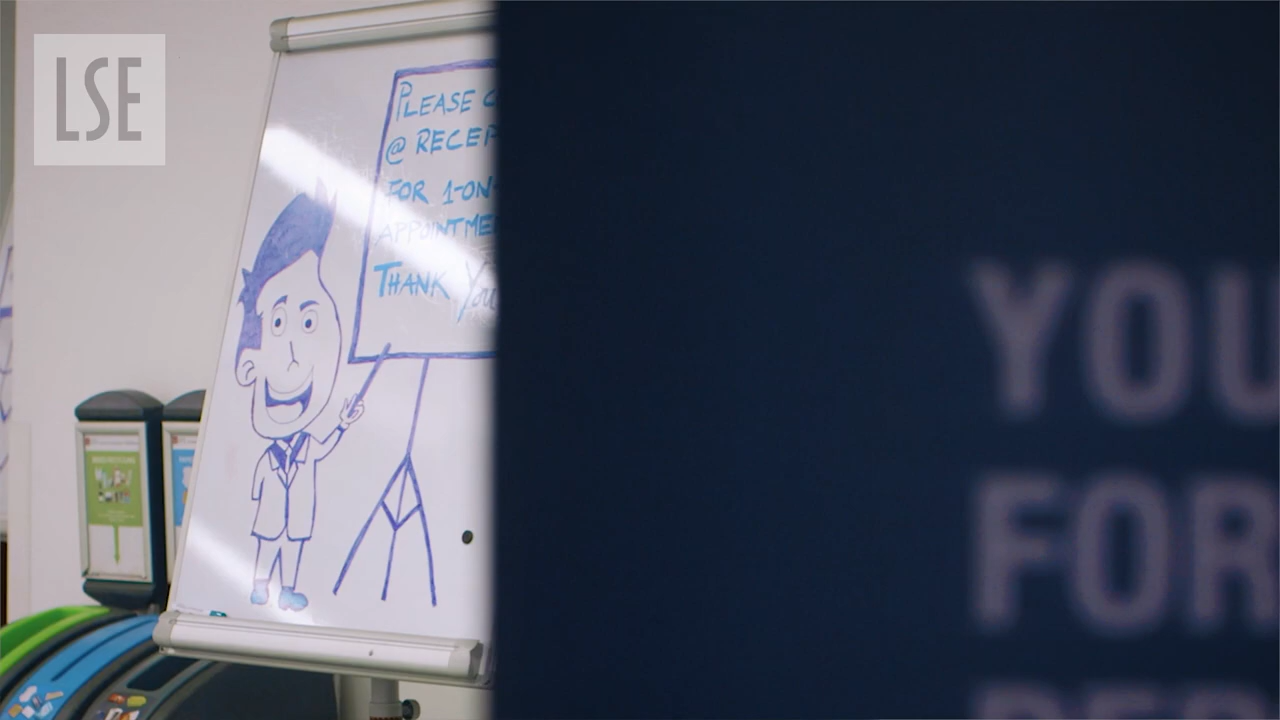 LSE
PLEASE C
@ RECEP
FOR 1-ON-
APPOINTME
THANK You
YOU
FOR